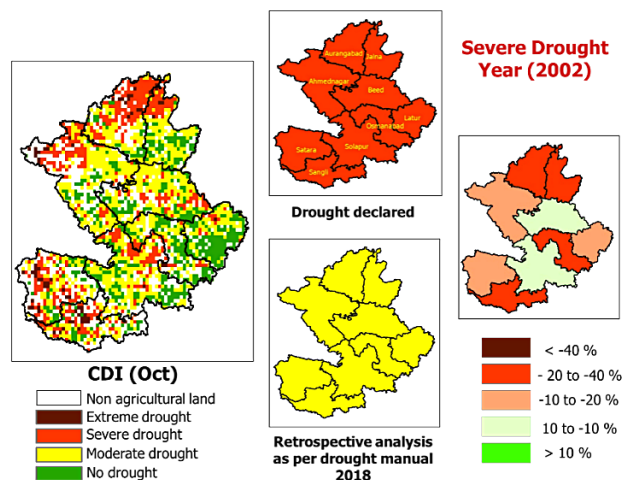 Severe Drought
Year (2002)
Aurangabad
Jalna
Ahmednagar
Beed
Latur
Osmanabad
Satara
Solapur
Sangli
Drought declared
CDI (Oct)
Non agricultural land
Extreme drought
Severe drought
Moderate drought
No drought
Retrospective analysis
as per drought manual
2018
< -40 %
- 20 to -40 %
-10 to -20 %
10 to -10 %
> 10 %